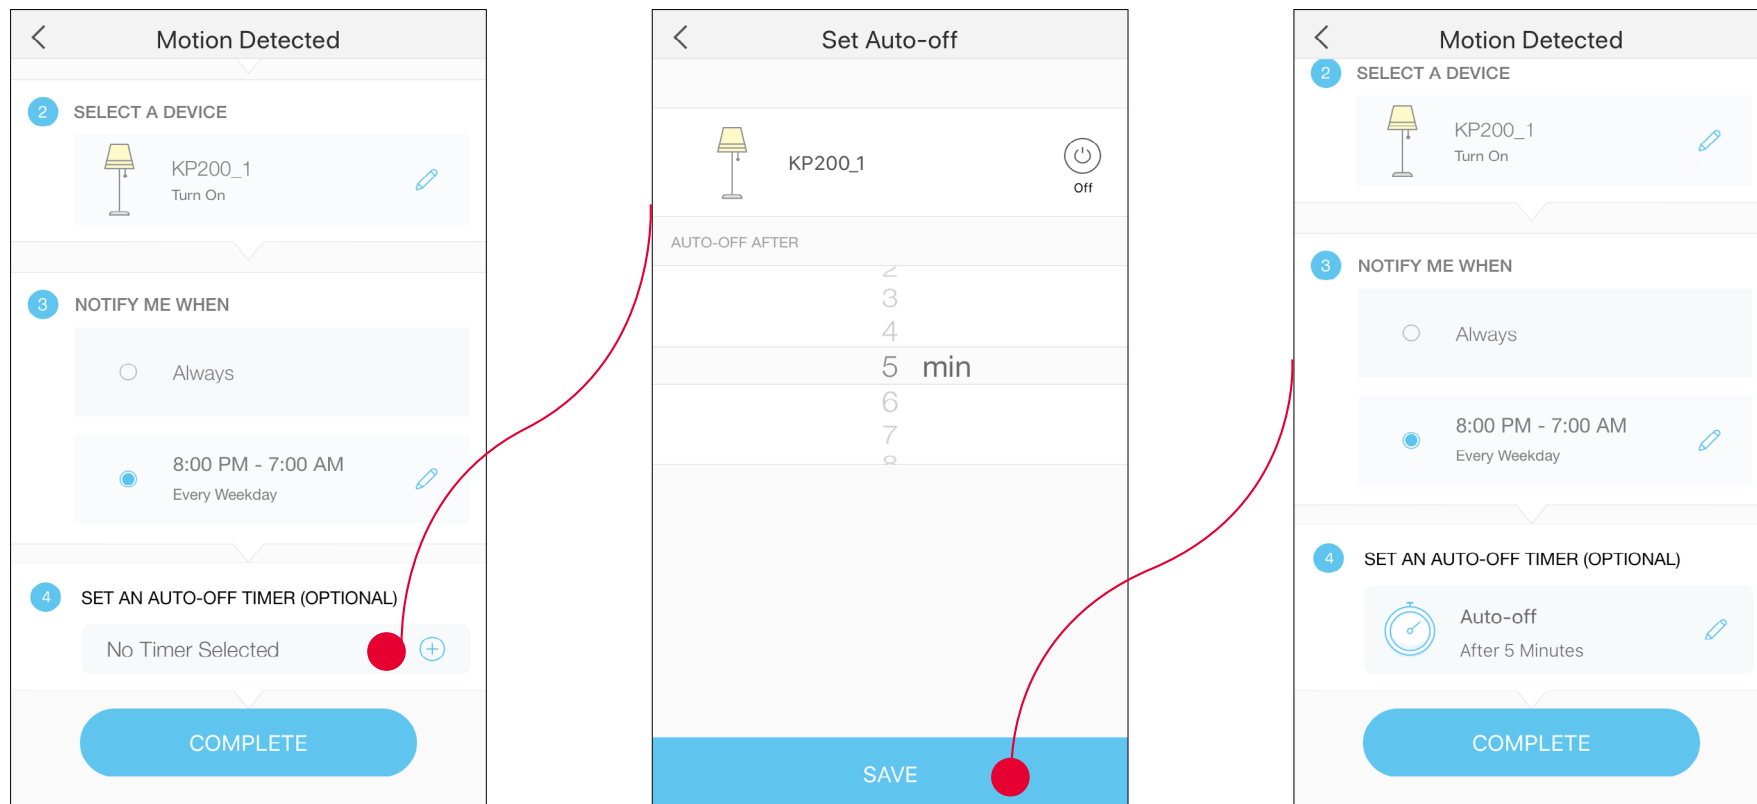 Motion Detected
2 SELECT A DEVICE
KP200_1
Turn On
3 NOTIFY ME WHEN
Always
8:00 PM - 7:00 AM
Every Weekday
4 SET AN AUTO-OFF TIMER (OPTIONAL)
No Timer Selected
COMPLETE
Set Auto-off
KP200_1
Off
AUTO-OFF AFTER
2
3
4
5 min
6
7
8
SAVE
Motion Detected
2 SELECT A DEVICE
KP200_1
Turn On
3 NOTIFY ME WHEN
Always
8:00 PM - 7:00 AM
Every Weekday
4 SET AN AUTO-OFF TIMER (OPTIONAL)
Auto-off
After 5 Minutes
COMPLETE